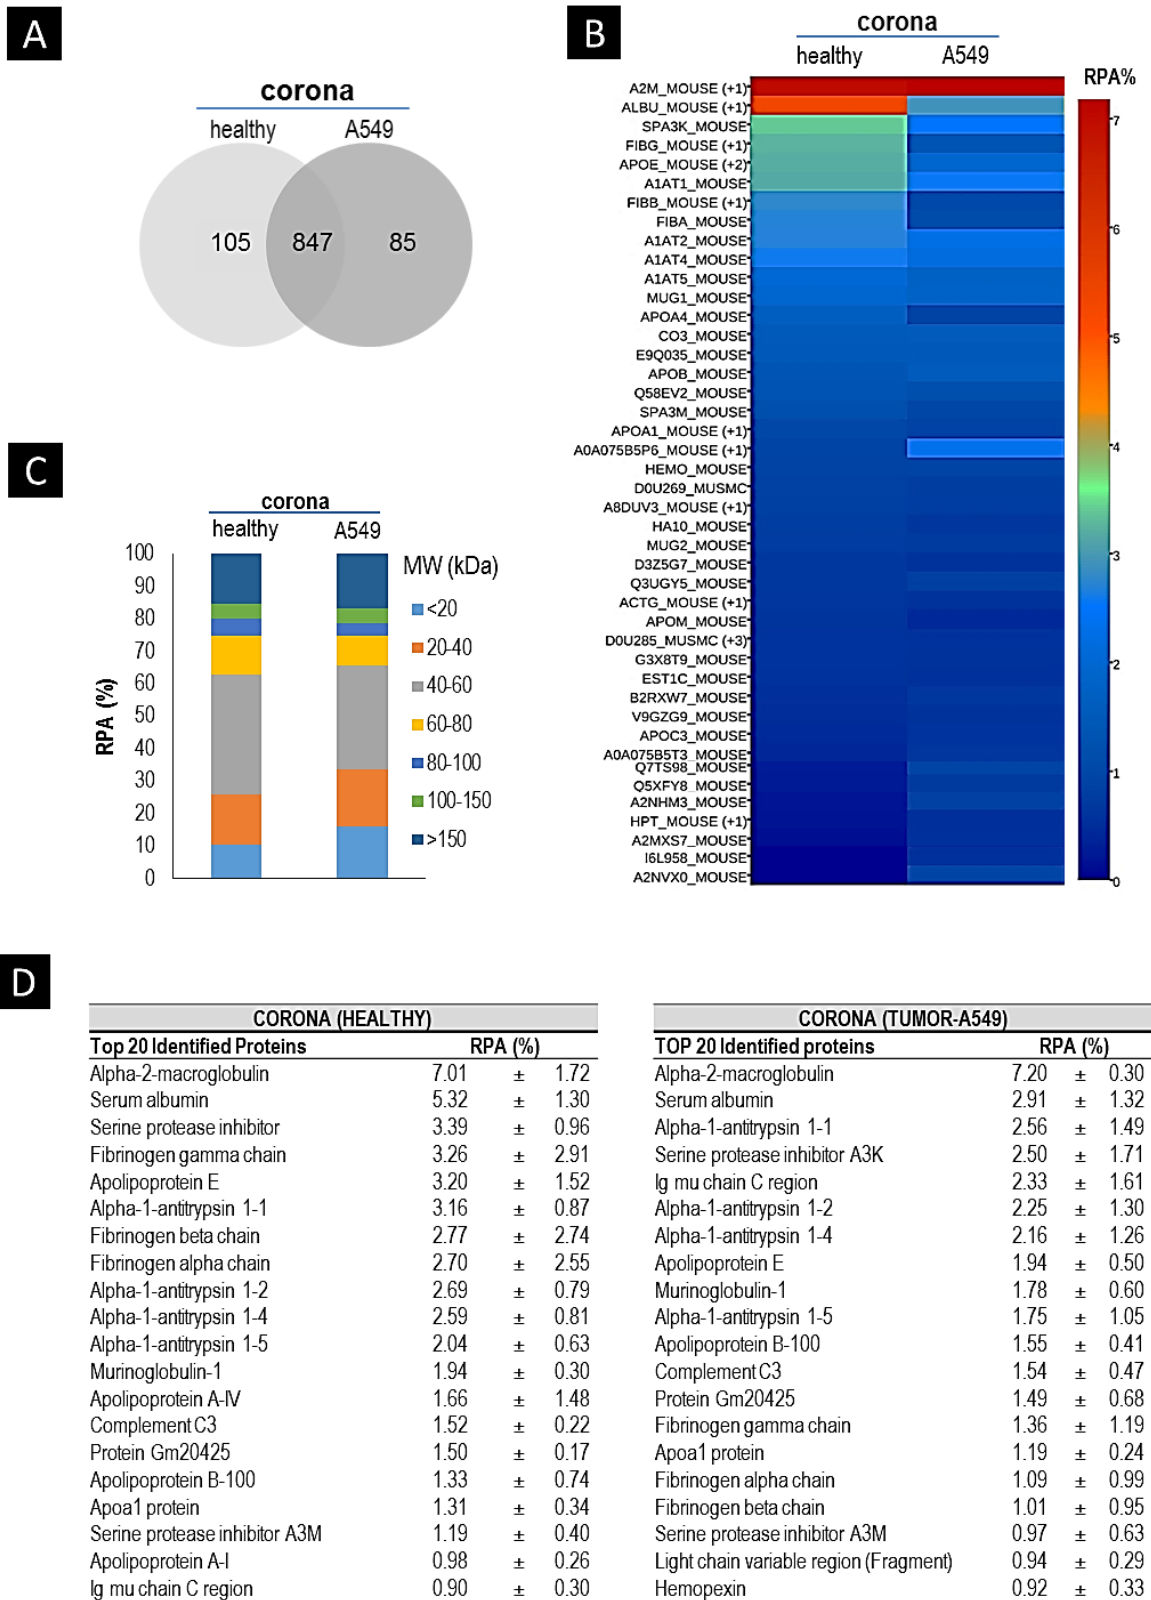 A
corona
healthy A549
105 847 85
B
corona
healthy A549
RPA%
A2M_MOUSE (+1)
ALBU_MOUSE (+1)
SPA3K_MOUSE
FIBG_MOUSE (+1)
APOE_MOUSE (+2)
A1AT1_MOUSE
FIBB_MOUSE (+1)
FIBA_MOUSE
A1AT2_MOUSE
A1AT4_MOUSE
A1AT5_MOUSE
MUG1_MOUSE
APOA4_MOUSE
CO3_MOUSE
E9Q035_MOUSE
APOB_MOUSE
Q58EV2_MOUSE
SPA3M_MOUSE
APOA1_MOUSE (+1)
A0A075B5P6_MOUSE (+1)
HEMO_MOUSE
D0U269_MUSMC
A8DUV3_MOUSE (+1)
HA10_MOUSE
MUG2_MOUSE
D3Z5G7_MOUSE
Q3UGY5_MOUSE
ACTG_MOUSE (+1)
APOM_MOUSE
D0U285_MUSMC (+3)
G3X8T9_MOUSE
EST1C_MOUSE
B2RXW7_MOUSE
V9GZG9_MOUSE
APOC3_MOUSE
A0A075B5T3_MOUSE
Q7TS98_MOUSE
Q5XFY8_MOUSE
A2NHM3_MOUSE
HPT_MOUSE (+1)
A2MXS7_MOUSE
I6L958_MOUSE
A2NVX0_MOUSE
7
6
5
4
3
2
1
0
C
corona
healthy A549
RPA (%)
100
90
80
70
60
50
40
30
20
10
0
MW (kDa)
<20
20-40
40-60
60-80
80-100
100-150
>150
D
CORONA (HEALTHY)
Top 20 Identified Proteins RPA (%)
Alpha-2-macroglobulin 7.01 ± 1.72
Serum albumin 5.32 ± 1.30
Serine protease inhibitor 3.39 ± 0.96
Fibrinogen gamma chain 3.26 ± 2.91
Apolipoprotein E 3.20 ± 1.52
Alpha-1-antitrypsin 1-1 3.16 ± 0.87
Fibrinogen beta chain 2.77 ± 2.74
Fibrinogen alpha chain 2.70 ± 2.55
Alpha-1-antitrypsin 1-2 2.69 ± 0.79
Alpha-1-antitrypsin 1-4 2.59 ± 0.81
Alpha-1-antitrypsin 1-5 2.04 ± 0.63
Murinoglobulin-1 1.94 ± 0.30
Apolipoprotein A-IV 1.66 ± 1.48
Complement C3 1.52 ± 0.22
Protein Gm20425 1.50 ± 0.17
Apolipoprotein B-100 1.33 ± 0.74
Apoa1 protein 1.31 ± 0.34
Serine protease inhibitor A3M 1.19 ± 0.40
Apolipoprotein A-I 0.98 ± 0.26
Ig mu chain C region 0.90 ± 0.30
CORONA (TUMOR-A549)
TOP 20 Identified proteins RPA (%)
Alpha-2-macroglobulin 7.20 ± 0.30
Serum albumin 2.91 ± 1.32
Alpha-1-antitrypsin 1-1 2.56 ± 1.49
Serine protease inhibitor A3K 2.50 ± 1.71
Ig mu chain C region 2.33 ± 1.61
Alpha-1-antitrypsin 1-2 2.25 ± 1.30
Alpha-1-antitrypsin 1-4 2.16 ± 1.26
Apolipoprotein E 1.94 ± 0.50
Murinoglobulin-1 1.78 ± 0.60
Alpha-1-antitrypsin 1-5 1.75 ± 1.05
Apolipoprotein B-100 1.55 ± 0.41
Complement C3 1.54 ± 0.47
Protein Gm20425 1.49 ± 0.68
Fibrinogen gamma chain 1.36 ± 1.19
Apoa1 protein 1.19 ± 0.24
Fibrinogen alpha chain 1.09 ± 0.99
Fibrinogen beta chain 1.01 ± 0.95
Serine protease inhibitor A3M 0.97 ± 0.63
Light chain variable region (Fragment) 0.94 ± 0.29
Hemopexin 0.92 ± 0.33